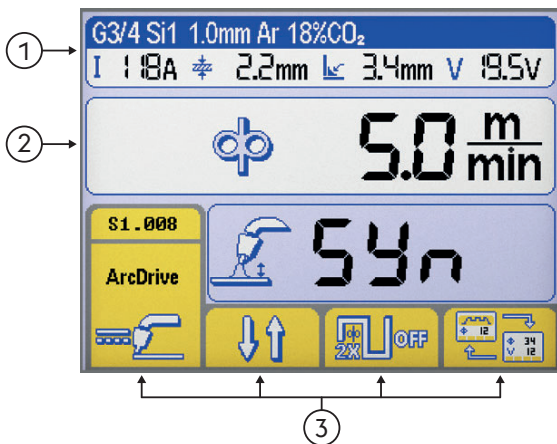 1
G3/4 Si1 1.0mm Ar 18%CO₂
I 118A 2.2mm 3.4mm V 19.5V
2
5.0 m/min
S1.008
Syn
ArcDrive
2X OFF
12
Φ 34
V 12
3